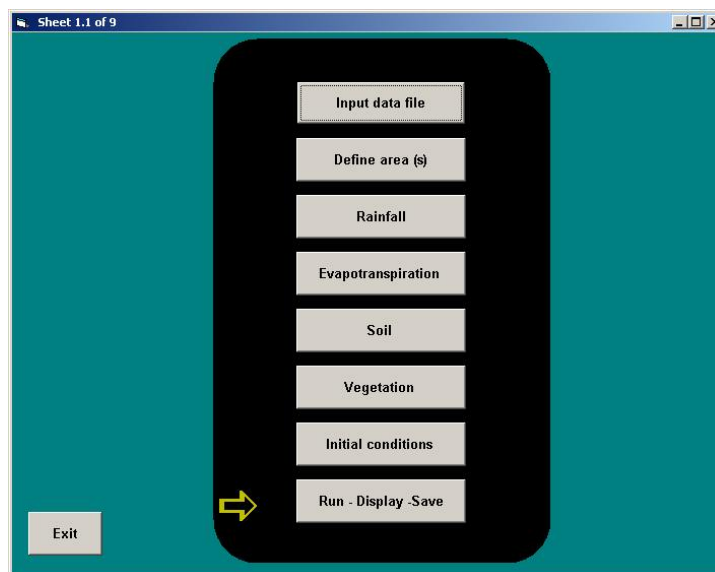 Sheet 1.1 of 9
Input data file
Define area (s)
Rainfall
Evapotranspiration
Soil
Vegetation
Initial conditions
Run - Display -Save
Exit